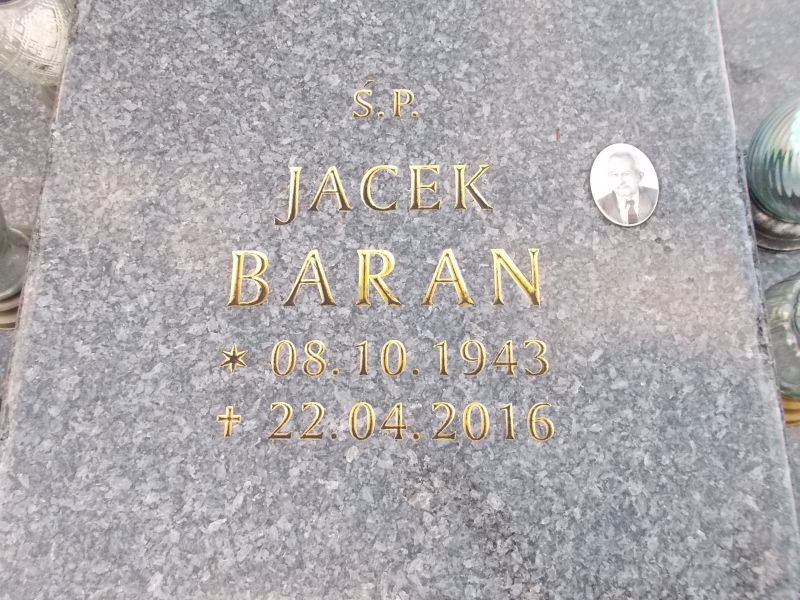 Ś.P.
JACEK
BARAN
* 08.10.1943
✝ 22.04.2016